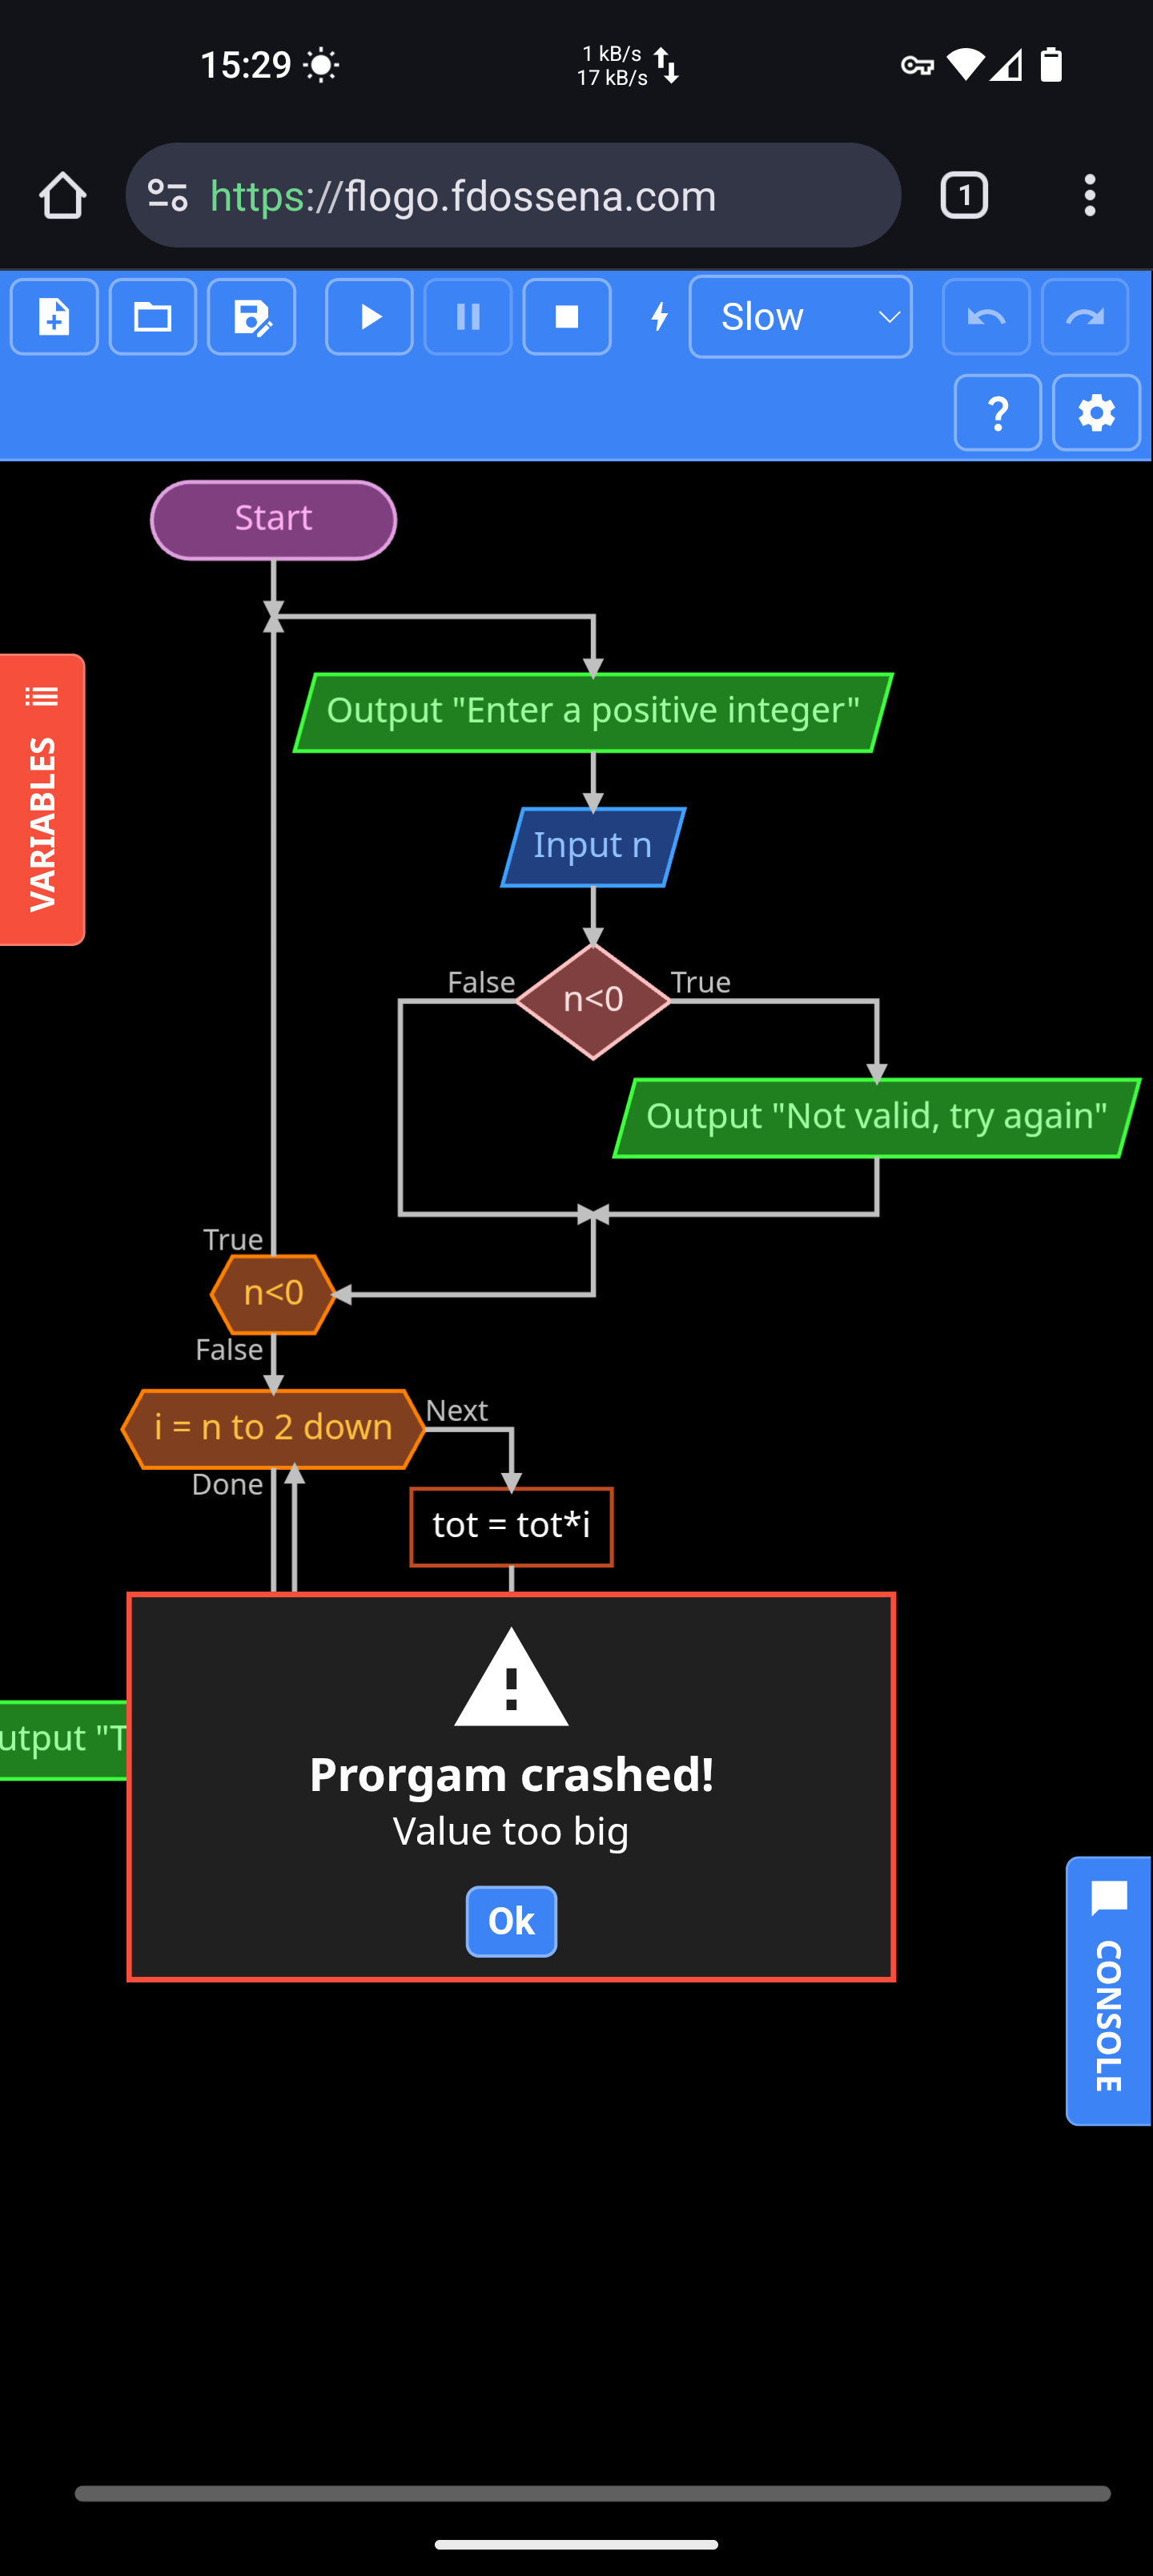 15:29
1 kB/s
17 kB/s
https://flogo.fdossena.com
1
Slow
?
Start
VARIABLES
Output "Enter a positive integer"
Input n
False
n<0
True
Output "Not valid, try again"
True
n<0
False
i = n to 2 down
Next
Done
tot = tot*i
utput "T
Prorgam crashed!
Value too big
Ok
CONSOLE